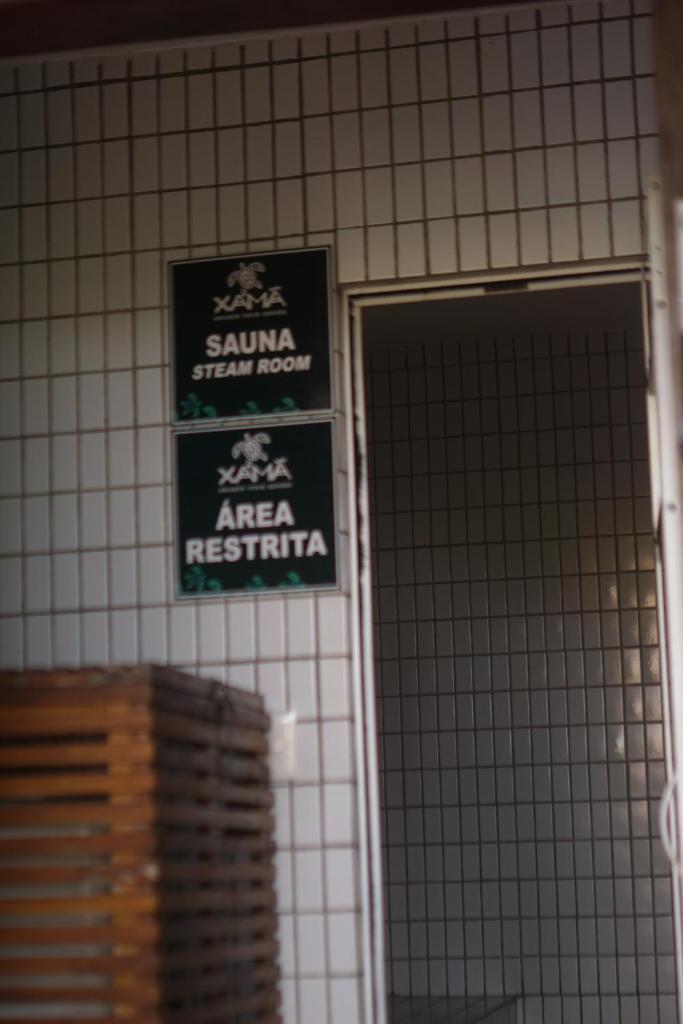 XAMÃ
SAUNA
STEAM ROOM
XAMÃ
ÁREA
RESTRITA